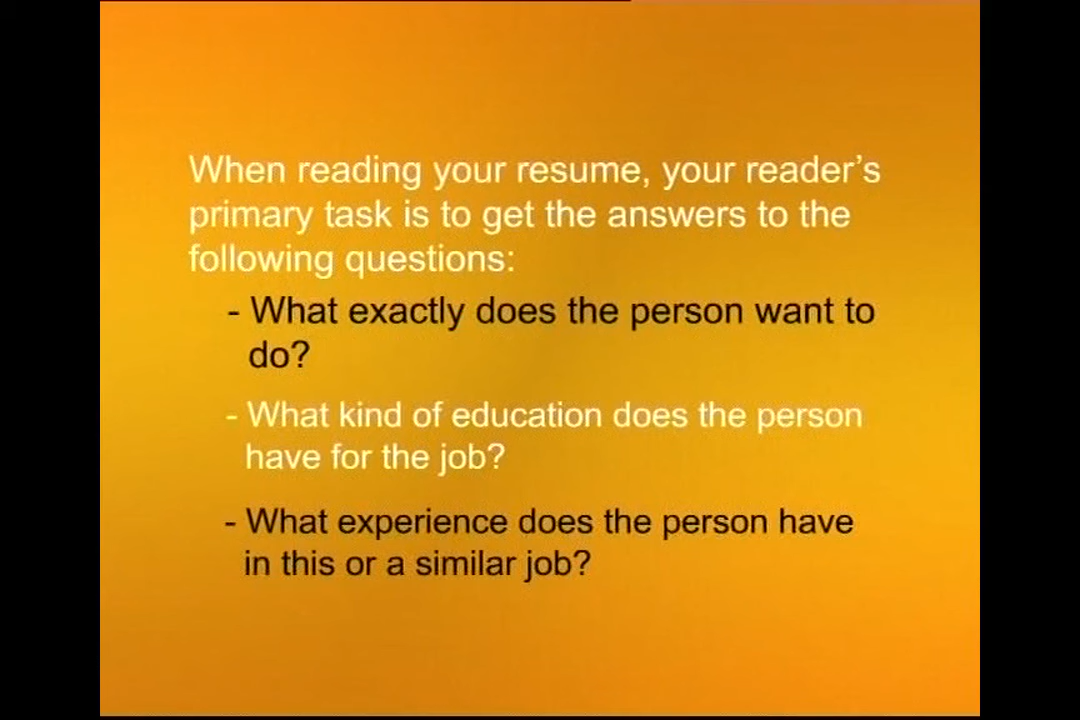 When reading your resume, your reader’s
primary task is to get the answers to the
following questions:
- What exactly does the person want to
do?
- What kind of education does the person
have for the job?
- What experience does the person have
in this or a similar job?